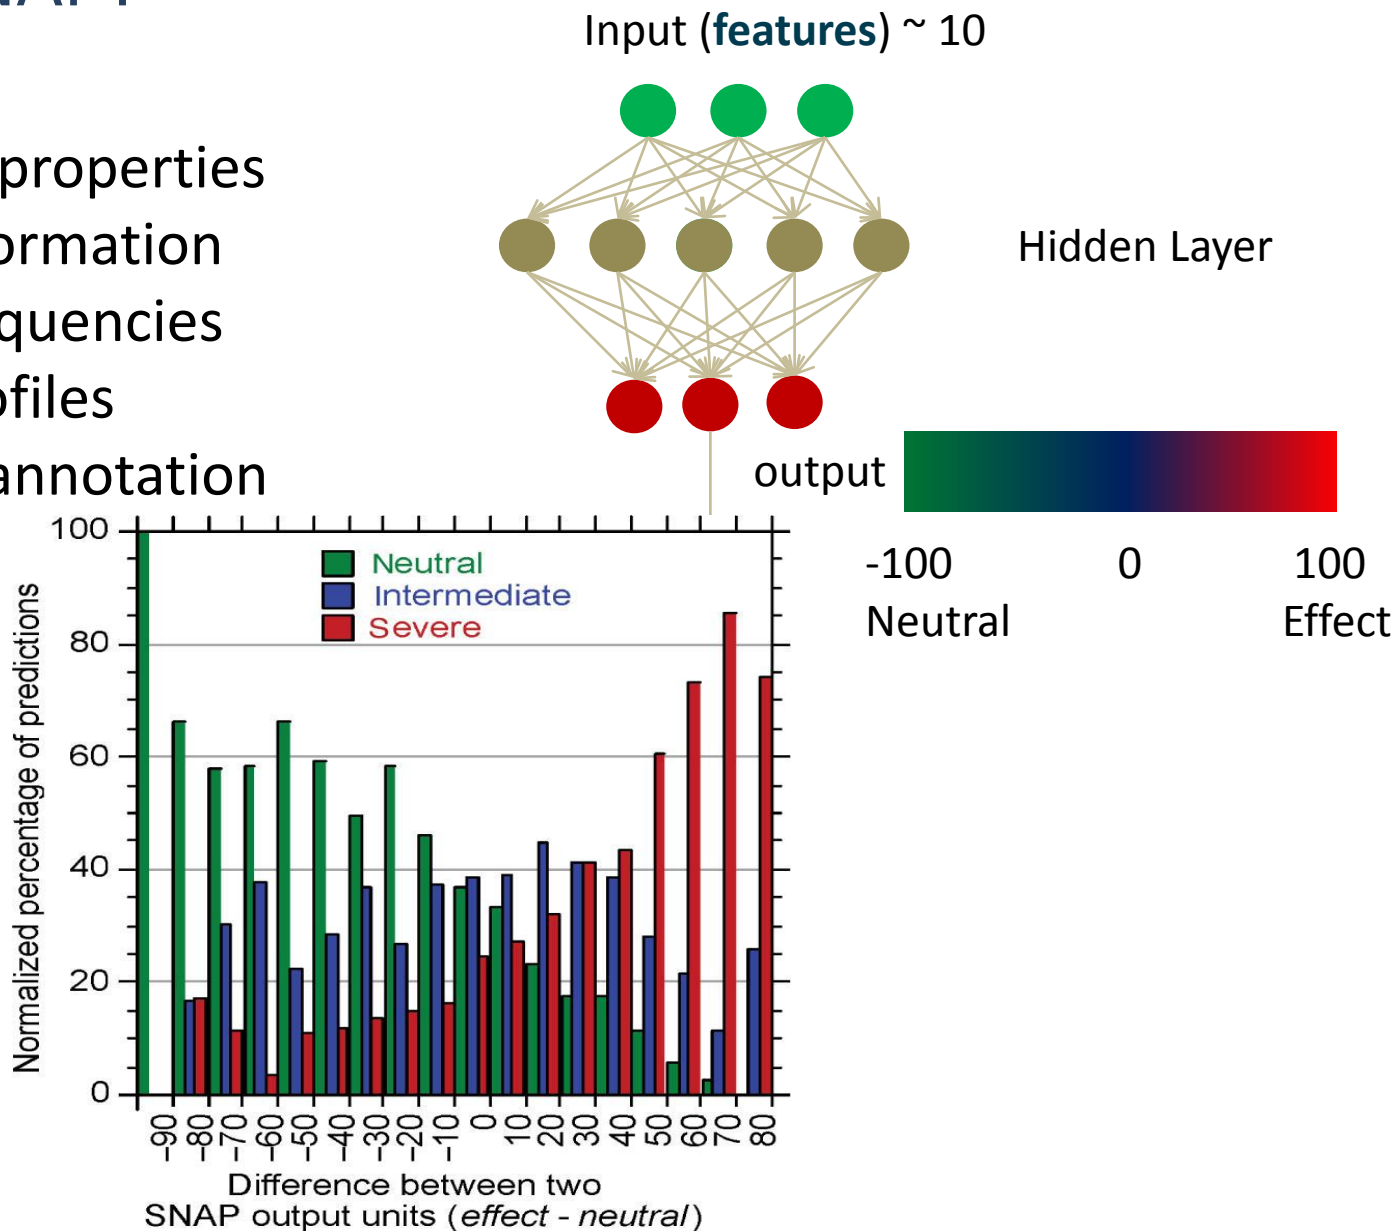 Input (features) ~ 10
properties
ormation
quencies
ofiles
annotation
Hidden Layer
output
-100 0 100
Neutral Effect
Neutral
Intermediate
Severe
Normalized percentage of predictions
100
80
60
40
20
0
-90 -80 -70 -60 -50 -40 -30 -20 -10 0 10 20 30 40 50 60 70 80
Difference between two
SNAP output units (effect - neutral)